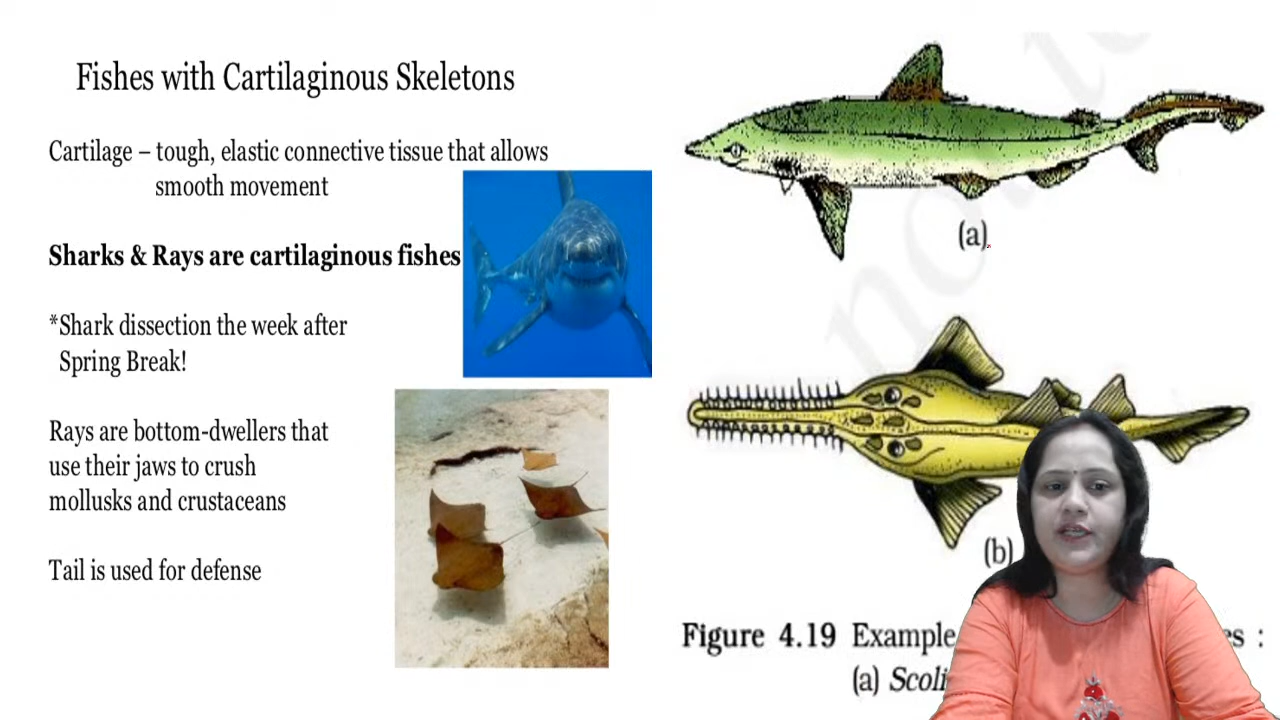 Fishes with Cartilaginous Skeletons
Cartilage – tough, elastic connective tissue that allows
smooth movement
Sharks & Rays are cartilaginous fishes
*Shark dissection the week after
Spring Break!
Rays are bottom-dwellers that
use their jaws to crush
mollusks and crustaceans
Tail is used for defense
(a)
(b)
Figure 4.19 Example es :
(a) Scoli